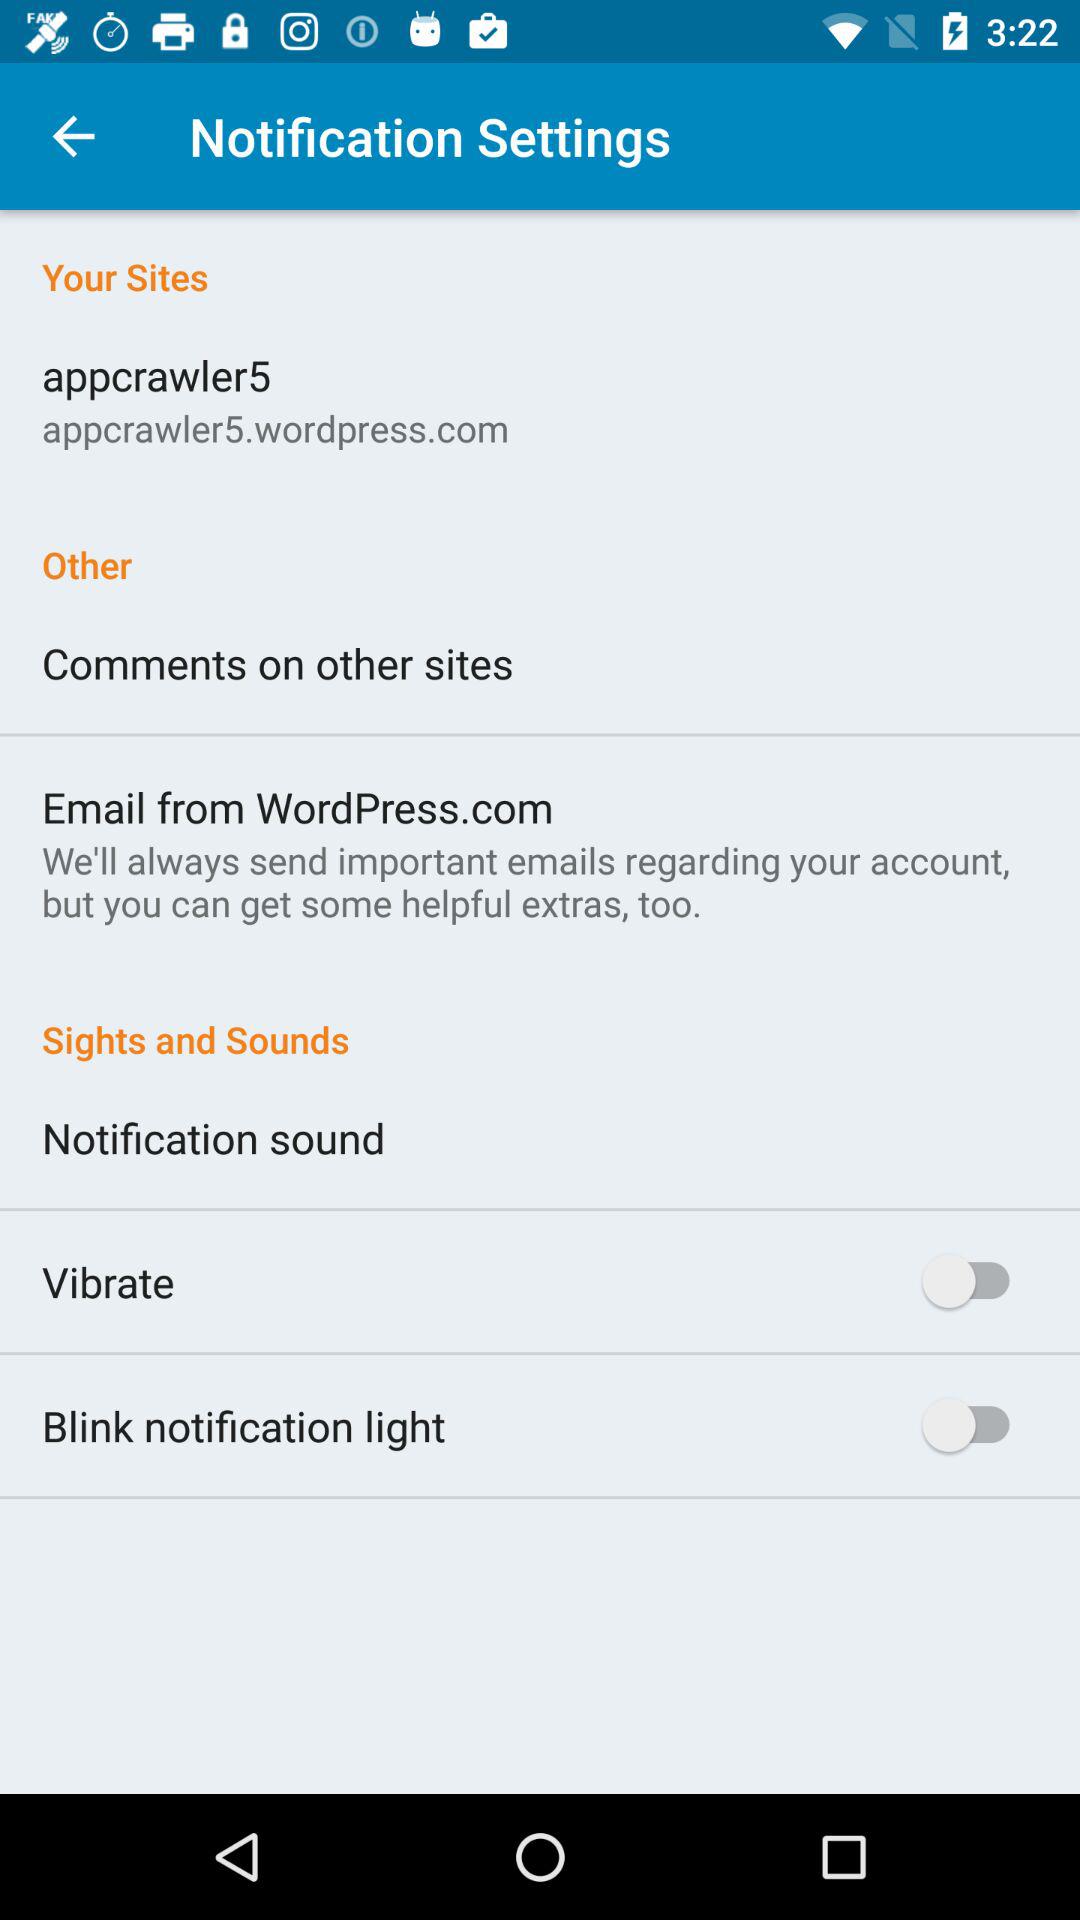 FAKE
3:22
Notification Settings
Your Sites
appcrawler5
appcrawler5.wordpress.com
Other
Comments on other sites
Email from WordPress.com
We'll always send important emails regarding your account,
but you can get some helpful extras, too.
Sights and Sounds
Notification sound
Vibrate
Blink notification light